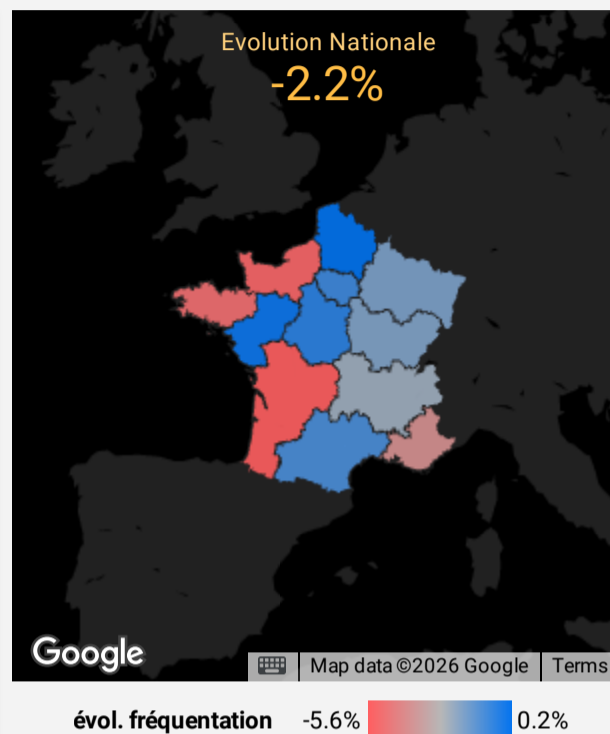 Evolution Nationale
-2.2%
Google
Map data ©2026 Google
Terms
évol. fréquentation -5.6% 0.2%